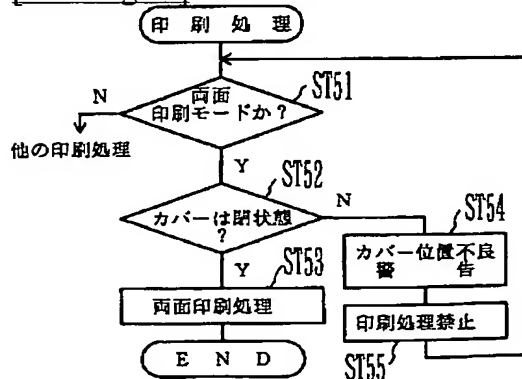 印刷処理
ST51
両面
印刷モードか？
N
他の印刷処理
Y
ST52
カバーは閉状態
？
N
ST54
カバー位置不良
警告
Y
ST53
両面印刷処理
印刷処理禁止
ST55
END